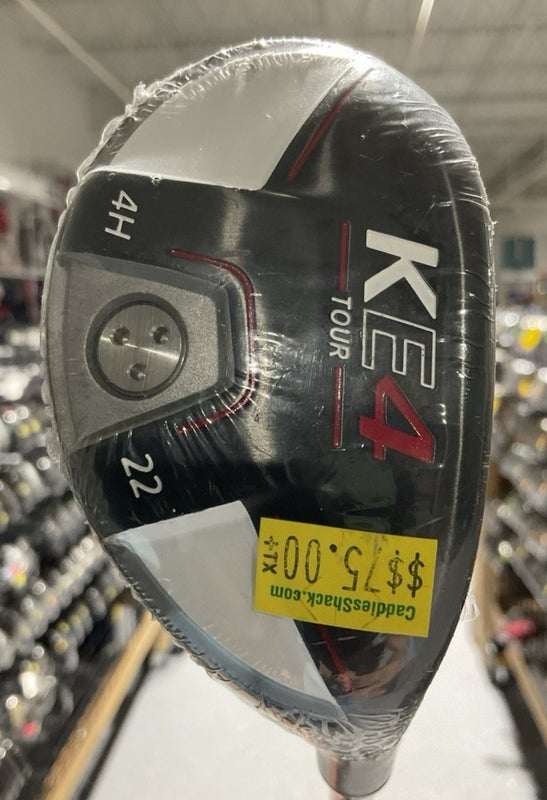 KE4
TOUR
4H
22
CaddiesShack.com
$$75.00
+TX